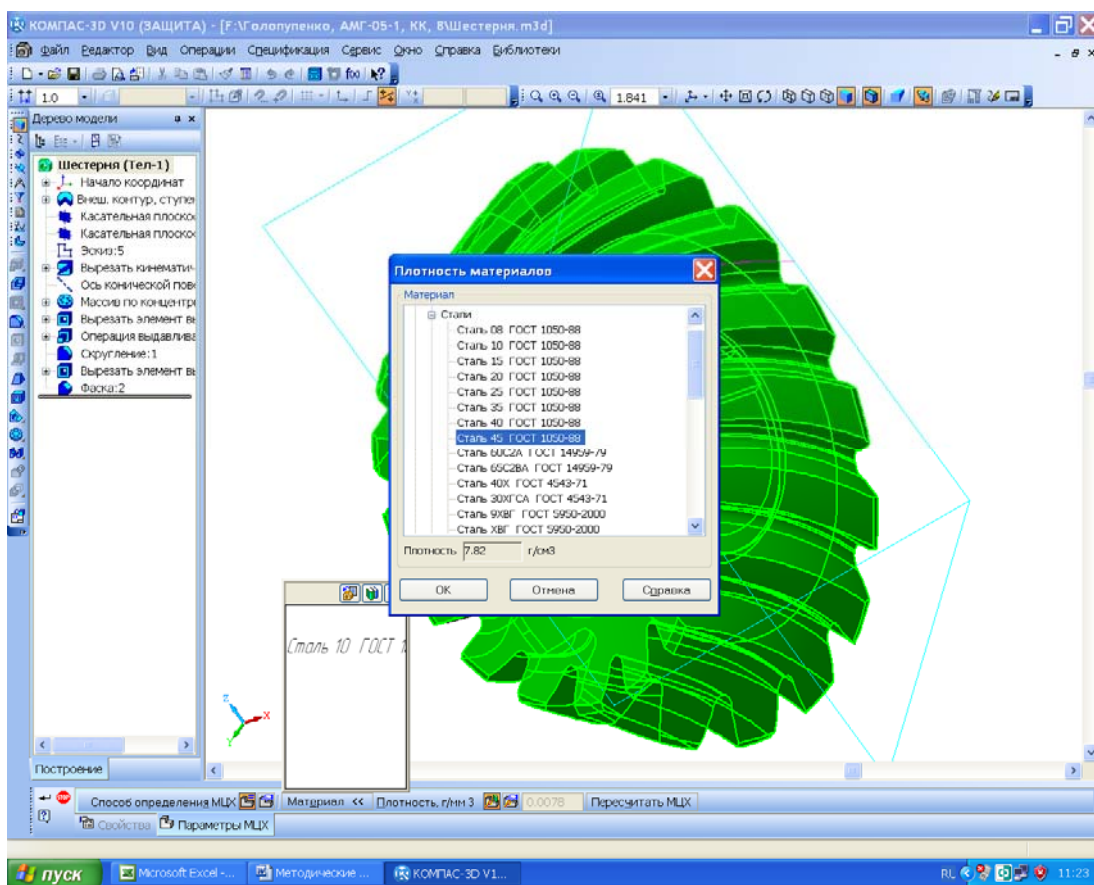 КОМПАС-3D V10 (ЗАЩИТА) - [F:\Голопупенко, АМГ-05-1, КК, 8\Шестерня.m3d]
Файл Редактор Вид Операции Спецификация Сервис Окно Справка Библиотеки
1.0 1.841
Дерево модели
Шестерня (Тел-1)
Начало координат
Внеш. контур, ступен
Касательная плоско
Касательная плоско
Эскиз:5
Вырезать кинемати
Ось конической пове
Массив по концентр
Вырезать элемент вы
Операция выдавлива
Скругление:1
Вырезать элемент вы
Фаска:2
Плотность материалов
Материал
Стали
Сталь 08 ГОСТ 1050-88
Сталь 10 ГОСТ 1050-88
Сталь 15 ГОСТ 1050-88
Сталь 20 ГОСТ 1050-88
Сталь 25 ГОСТ 1050-88
Сталь 35 ГОСТ 1050-88
Сталь 40 ГОСТ 1050-88
Сталь 45 ГОСТ 1050-88
Сталь 60С2А ГОСТ 14959-79
Сталь 65С2ВА ГОСТ 14959-79
Сталь 40Х ГОСТ 4543-71
Сталь 30ХГСА ГОСТ 4543-71
Сталь 9ХВГ ГОСТ 5950-2000
Сталь ХВГ ГОСТ 5950-2000
Плотность 7.82 г/см3
ОК Отмена Справка
Сталь 10 ГОСТ 1
Z X Y
Построение
Способ определения МЦХ Материал << Плотность, г/мм 3 0.0078 Пересчитать МЦХ
Свойства Параметры МЦХ
пуск Microsoft Excel -... Методические ... КОМПАС-3D V1... RL 11:23